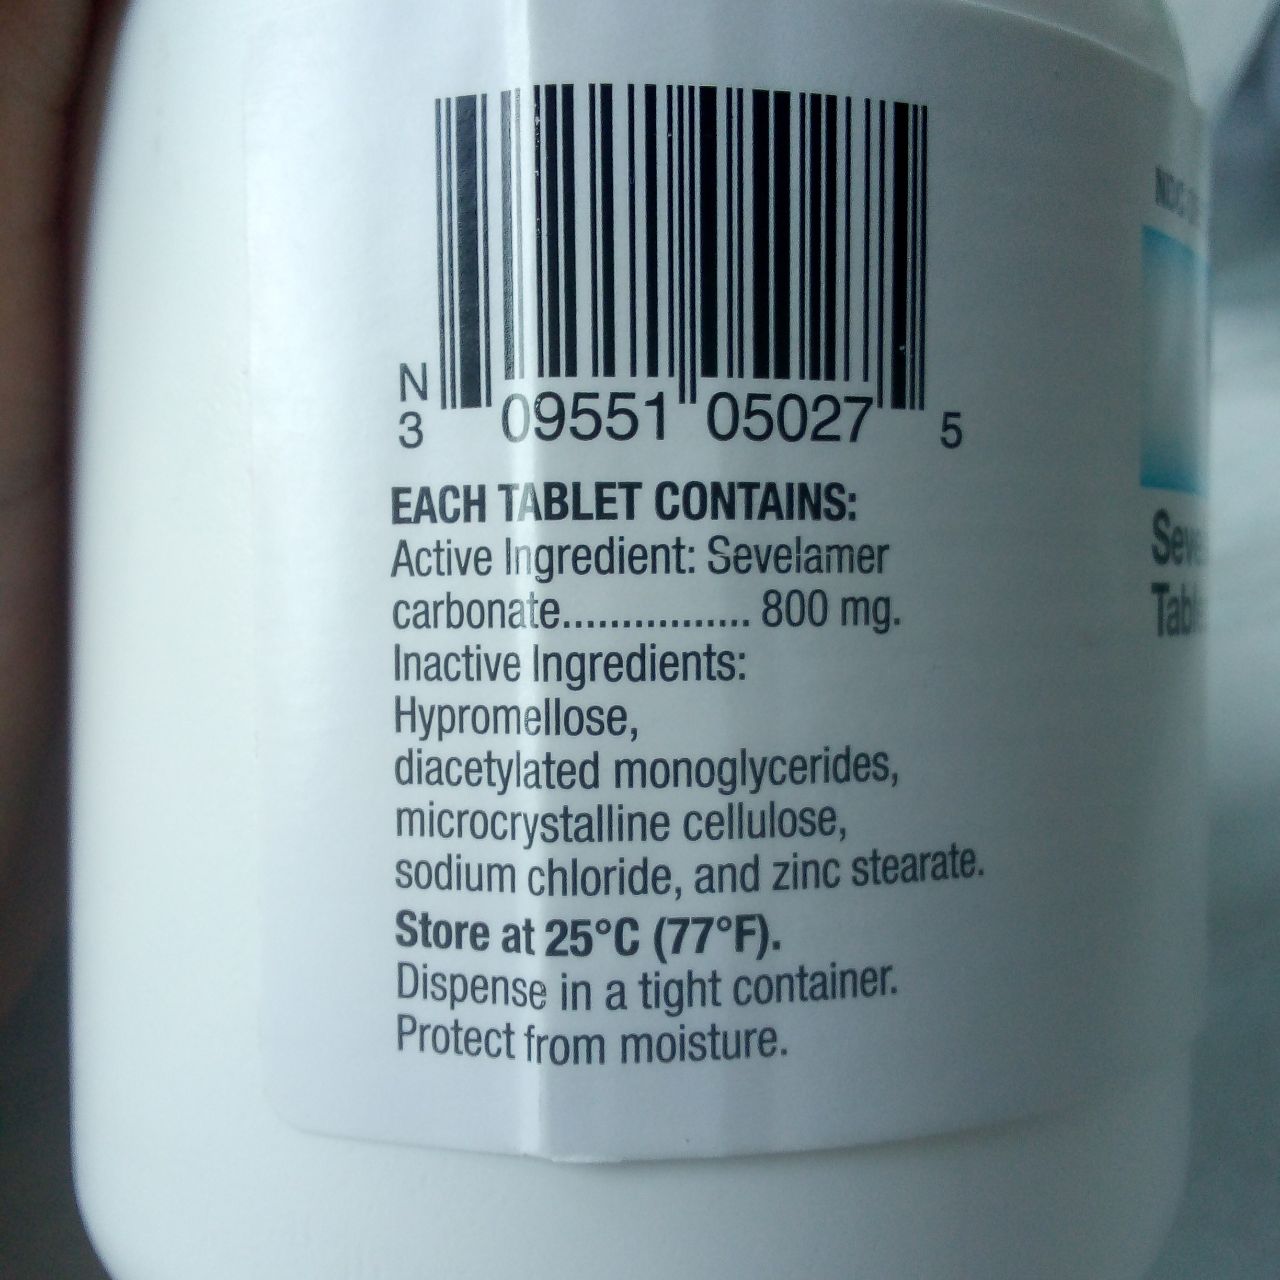 N
3 09551 05027 5
EACH TABLET CONTAINS:
Active Ingredient: Sevelamer
carbonate................ 800 mg.
Inactive Ingredients:
Hypromellose,
diacetylated monoglycerides,
microcrystalline cellulose,
sodium chloride, and zinc stearate.
Store at 25°C (77°F).
Dispense in a tight container.
Protect from moisture.
NDC